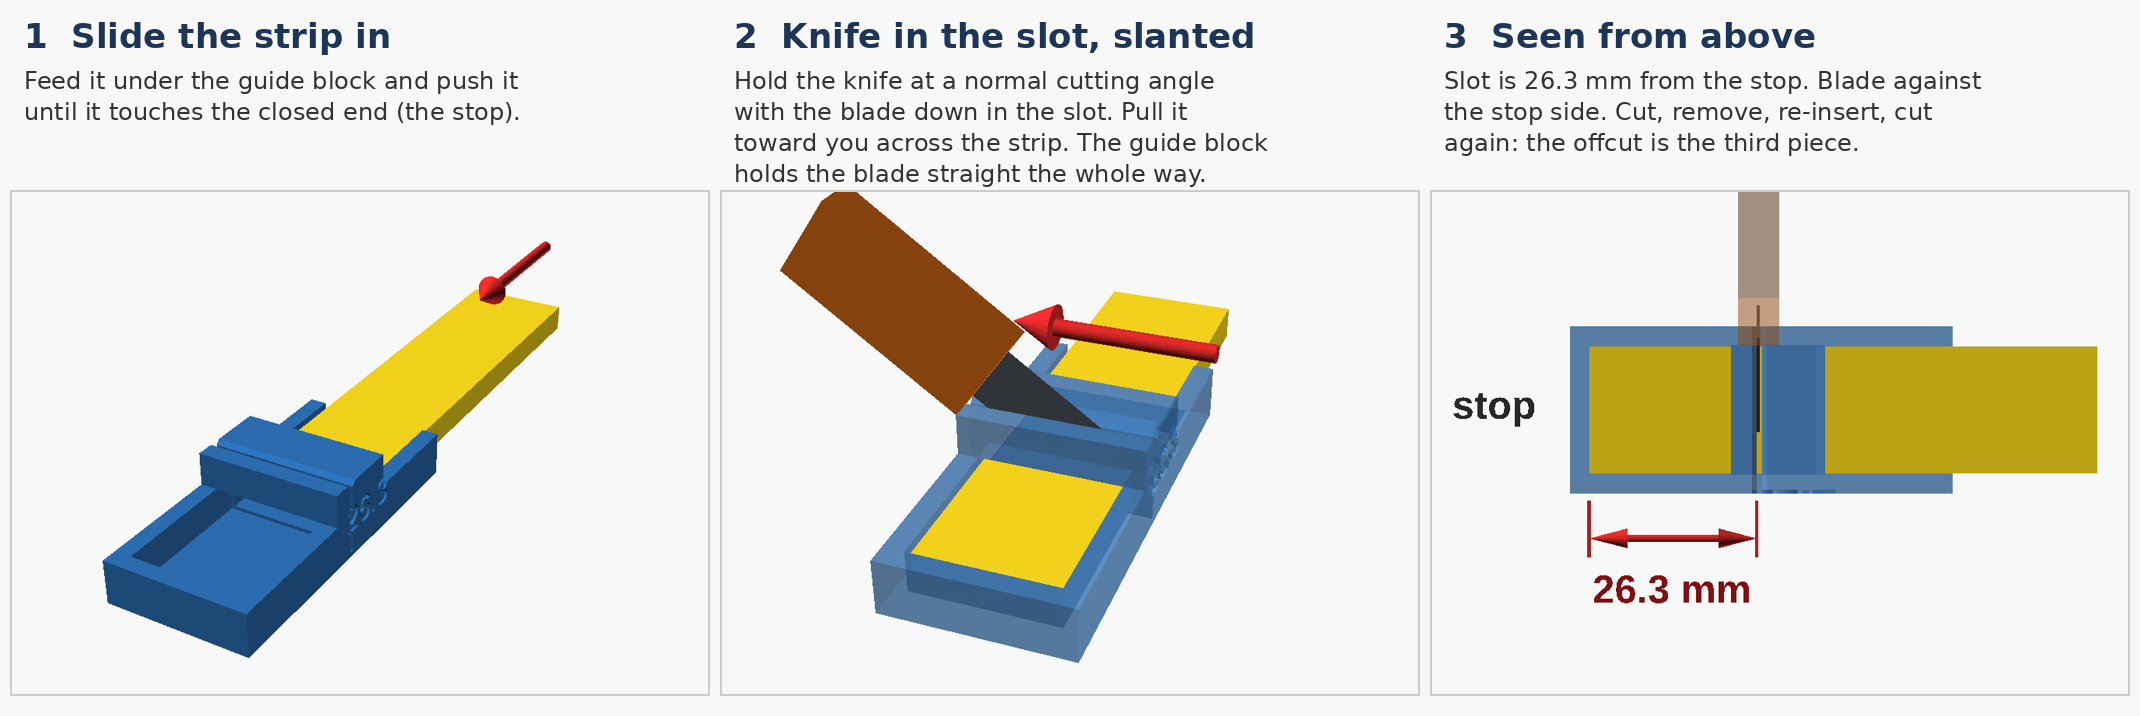 1 Slide the strip in
Feed it under the guide block and push it
until it touches the closed end (the stop).
2 Knife in the slot, slanted
Hold the knife at a normal cutting angle
with the blade down in the slot. Pull it
toward you across the strip. The guide block
holds the blade straight the whole way.
3 Seen from above
Slot is 26.3 mm from the stop. Blade against
the stop side. Cut, remove, re-insert, cut
again: the offcut is the third piece.
stop
26.3 mm